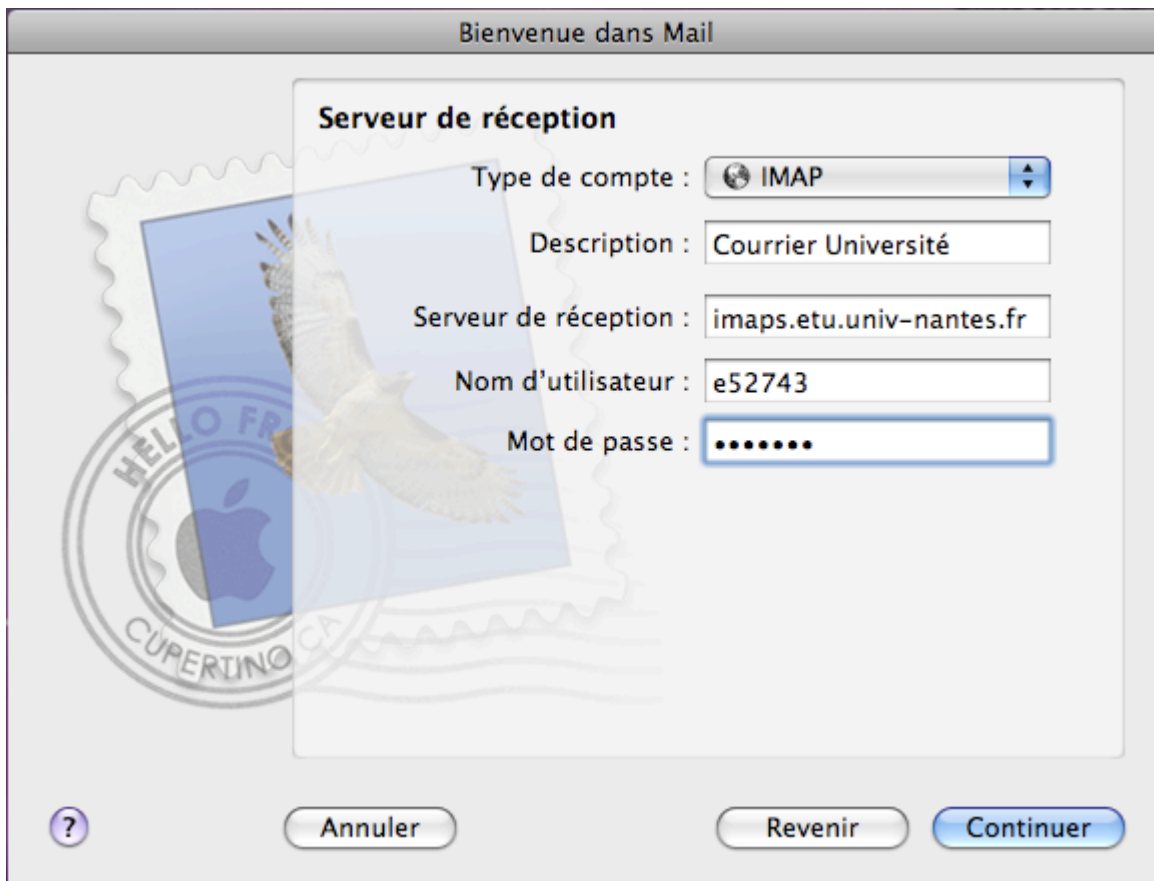 Bienvenue dans Mail
Serveur de réception
Type de compte : IMAP
Description : Courrier Université
Serveur de réception : imaps.etu.univ-nantes.fr
Nom d'utilisateur : e52743
Mot de passe : •••••••
HELLO FR
CUPERTINO CA
? Annuler Revenir Continuer